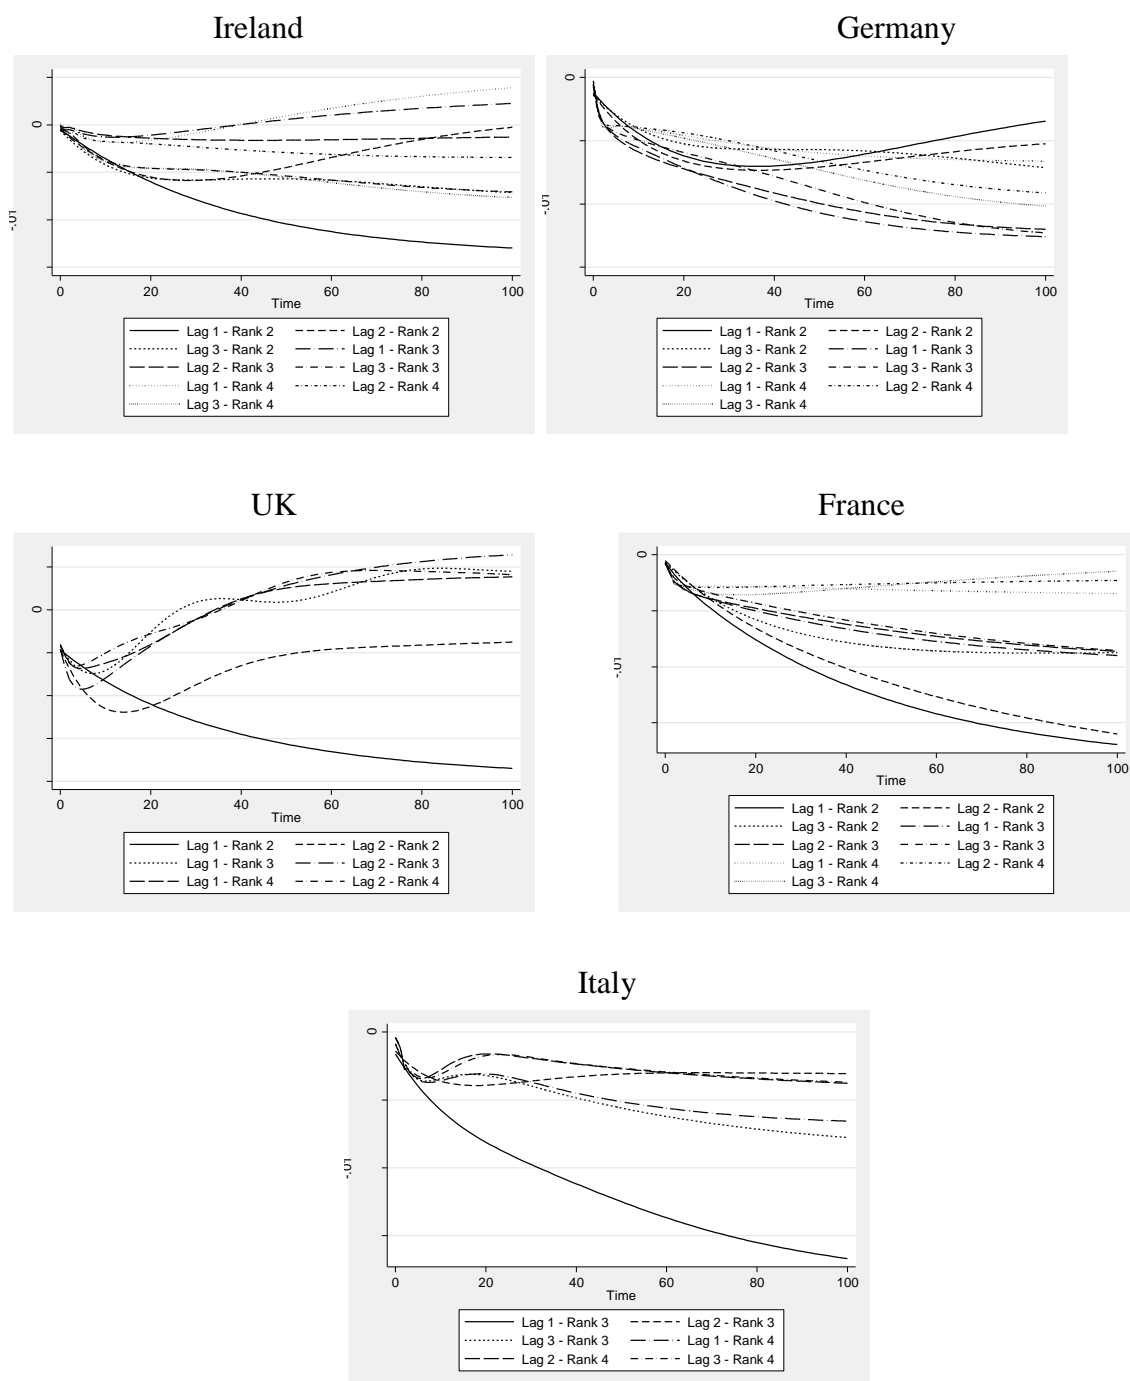 Ireland Germany
0
-.01
0 20 40 60 80 100
Time
Lag 1 - Rank 2 Lag 2 - Rank 2
Lag 3 - Rank 2 Lag 1 - Rank 3
Lag 2 - Rank 3 Lag 3 - Rank 3
Lag 1 - Rank 4 Lag 2 - Rank 4
Lag 3 - Rank 4
0
-.01
0 20 40 60 80 100
Time
Lag 1 - Rank 2 Lag 2 - Rank 2
Lag 3 - Rank 2 Lag 1 - Rank 3
Lag 2 - Rank 3 Lag 3 - Rank 3
Lag 1 - Rank 4 Lag 2 - Rank 4
Lag 3 - Rank 4
UK France
0
0 20 40 60 80 100
Time
Lag 1 - Rank 2 Lag 2 - Rank 2
Lag 1 - Rank 3 Lag 2 - Rank 3
Lag 1 - Rank 4 Lag 2 - Rank 4
0
-.01
0 20 40 60 80 100
Time
Lag 1 - Rank 2 Lag 2 - Rank 2
Lag 3 - Rank 2 Lag 1 - Rank 3
Lag 2 - Rank 3 Lag 3 - Rank 3
Lag 1 - Rank 4 Lag 2 - Rank 4
Lag 3 - Rank 4
Italy
0
-.01
0 20 40 60 80 100
Time
Lag 1 - Rank 3 Lag 2 - Rank 3
Lag 3 - Rank 3 Lag 1 - Rank 4
Lag 2 - Rank 4 Lag 3 - Rank 4